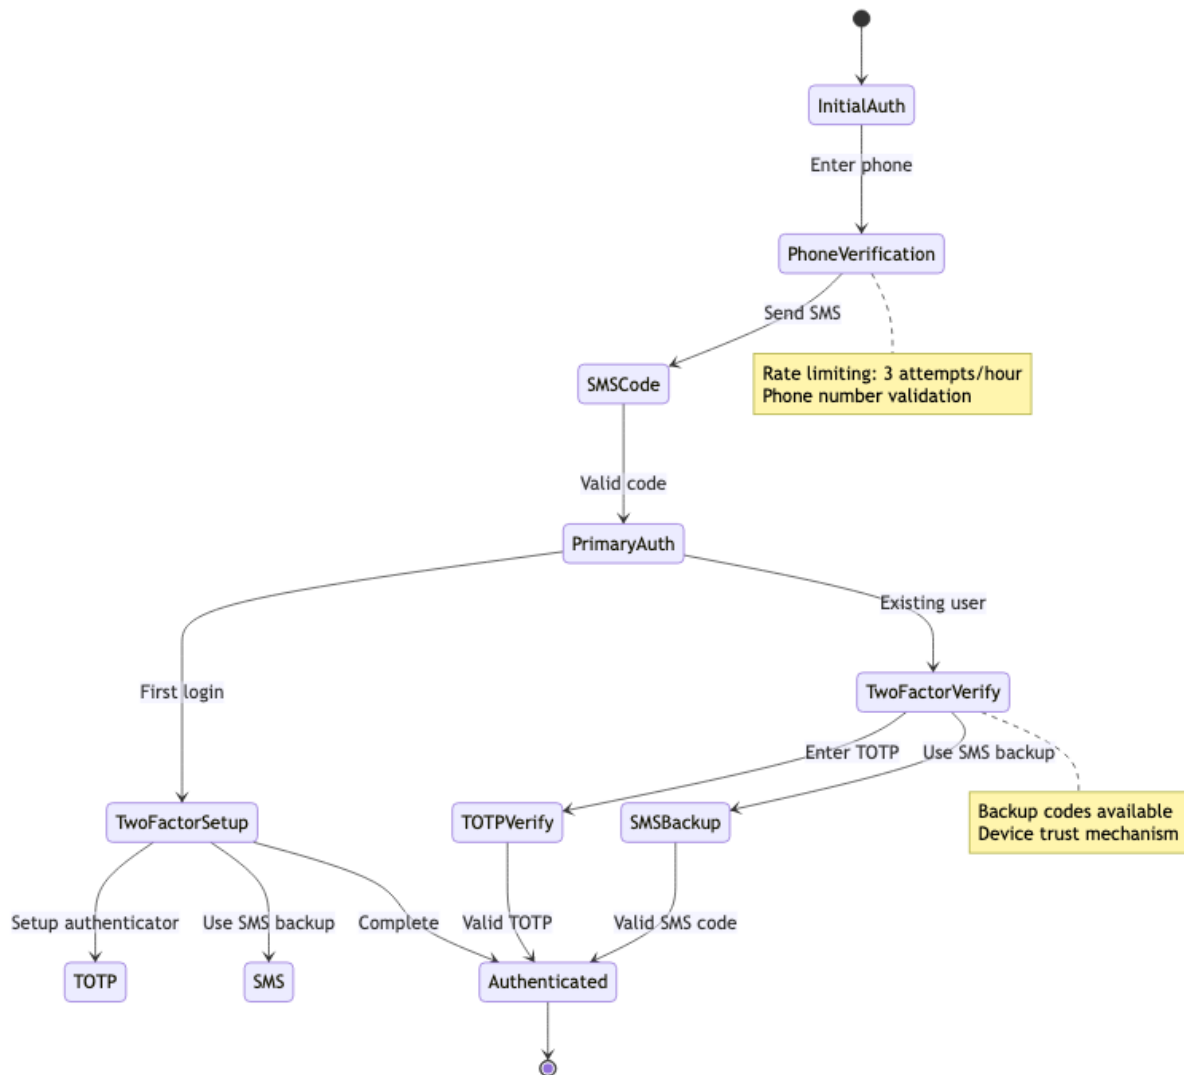 InitialAuth
Enter phone
PhoneVerification
Send SMS
Rate limiting: 3 attempts/hour
Phone number validation
SMSCode
Valid code
PrimaryAuth
Existing user
First login
TwoFactorVerify
Enter TOTP
Use SMS backup
TwoFactorSetup
TOTPVerify
SMSBackup
Backup codes available
Device trust mechanism
Setup authenticator
Use SMS backup
Complete
Valid TOTP
Valid SMS code
TOTP
SMS
Authenticated